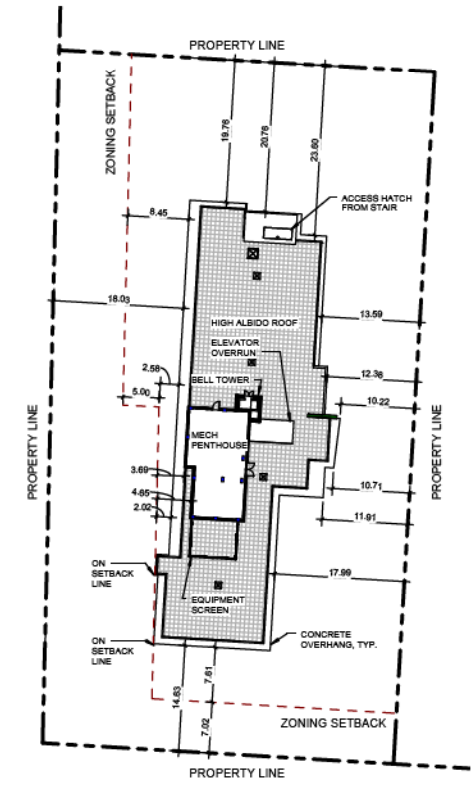 PROPERTY LINE
ZONING SETBACK
19.76
20.76
23.60
ACCESS HATCH
FROM STAIR
8.45
18.03
13.59
HIGH ALBIDO ROOF
ELEVATOR
OVERRUN
2.58
BELL TOWER
12.36
5.00
10.22
MECH
PENTHOUSE
PROPERTY LINE
PROPERTY LINE
3.69
4.85
2.02
10.71
11.91
ON
SETBACK
LINE
17.99
EQUIPMENT
SCREEN
ON
SETBACK
LINE
CONCRETE
OVERHANG, TYP.
14.63
7.61
7.02
ZONING SETBACK
PROPERTY LINE